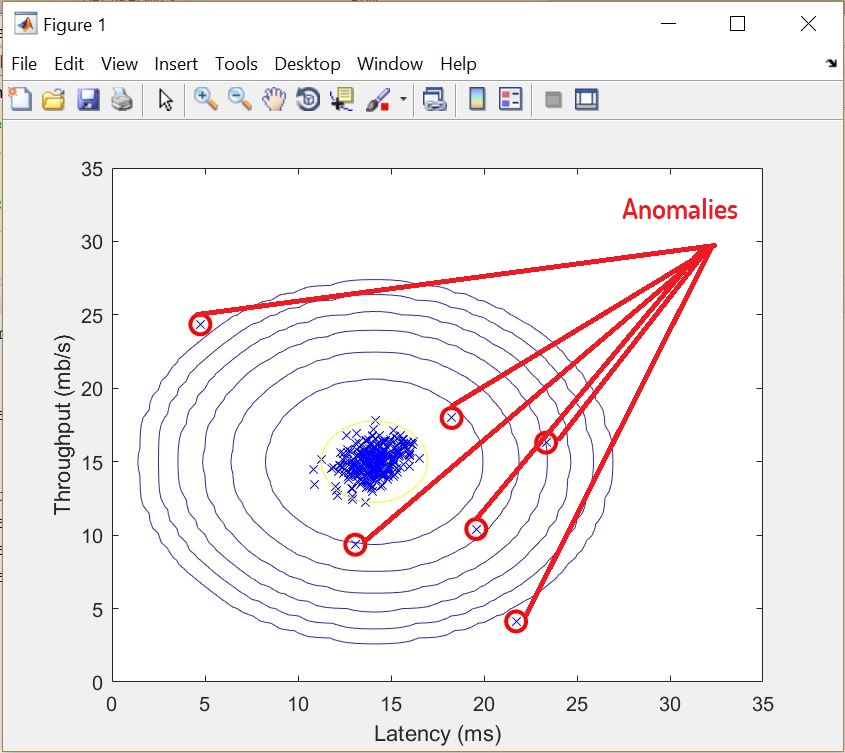 Figure 1
File Edit View Insert Tools Desktop Window Help
Anomalies
35
30
25
20
15
10
5
0
Throughput (mb/s)
0 5 10 15 20 25 30 35
Latency (ms)